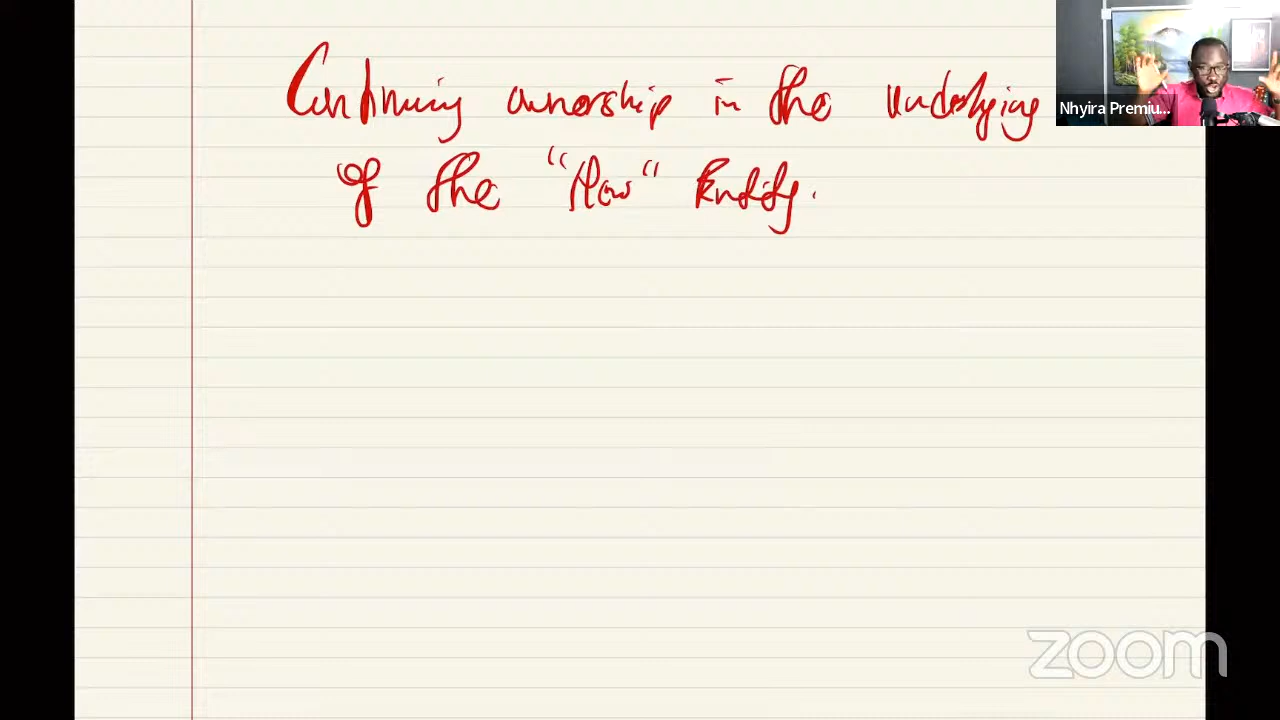 Continuing ownership in the underlying
of the "New" Entity.
Nhyira Premiu...
zoom